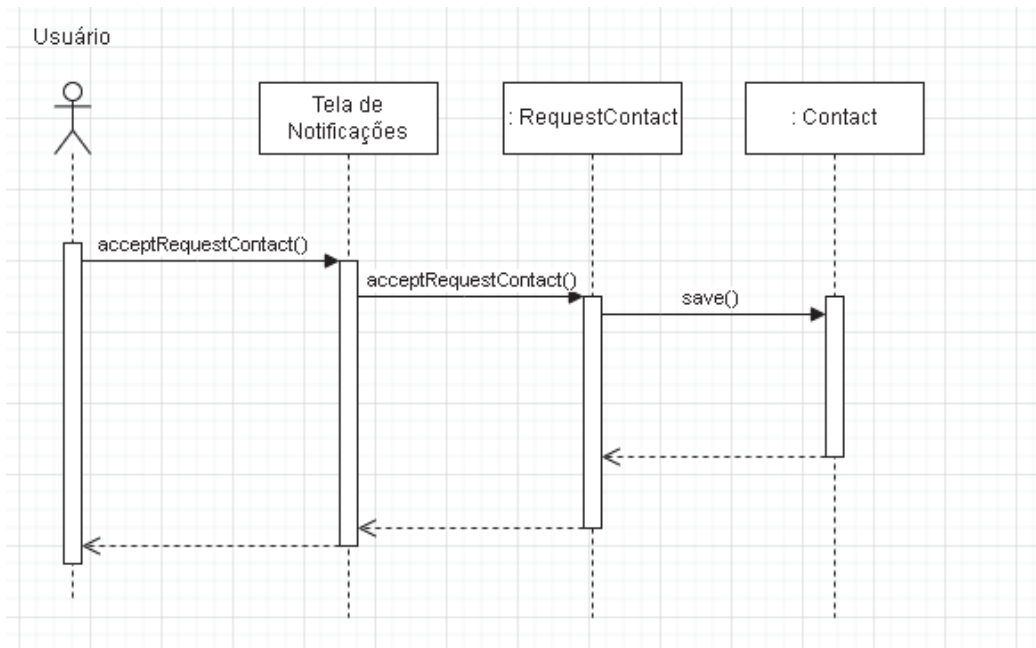 Usuário
Tela de
Notificações
: RequestContact
: Contact
acceptRequestContact()
acceptRequestContact()
save()